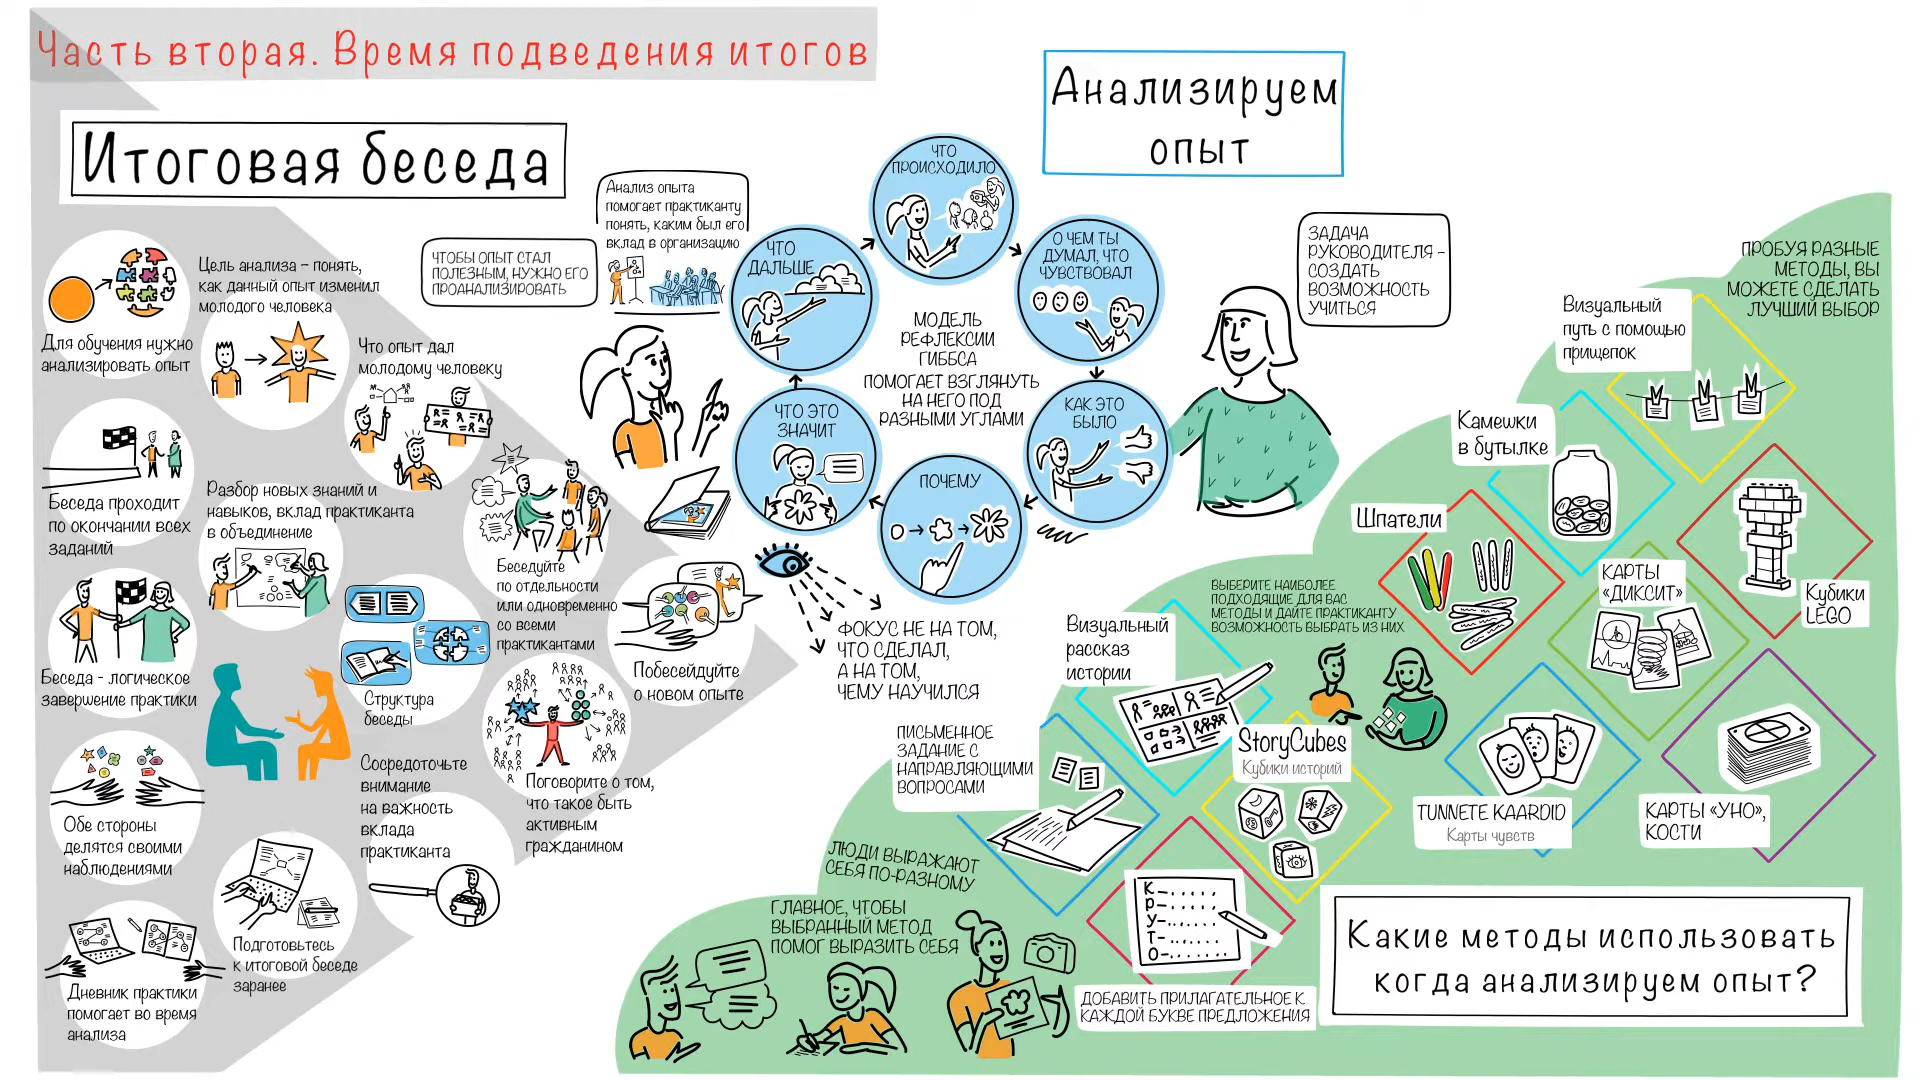 Часть вторая. Время подведения итогов
Итоговая беседа
Для обучения нужно
анализировать опыт
Цель анализа – понять,
как данный опыт изменил
молодого человека
Что опыт дал
молодому человеку
Беседа проходит
по окончании всех
заданий
Разбор новых знаний и
навыков, вклад практиканта
в объединение
Беседуйте
по отдельности
или одновременно
со всеми
практикантами
Беседа - логическое
завершение практики
Структура
беседы
Побеседуйте
о новом опыте
Обе стороны
делятся своими
наблюдениями
Сосредоточьте
внимание
на важность
вклада
практиканта
Поговорите о том,
что такое быть
активным
гражданином
Дневник практики
помогает во время
анализа
Подготовьтесь
к итоговой беседе
заранее
Анализируем
опыт
ЧТОБЫ ОПЫТ СТАЛ
ПОЛЕЗНЫМ, НУЖНО ЕГО
ПРОАНАЛИЗИРОВАТЬ
Анализ опыта
помогает практиканту
понять, каким был его
вклад в организацию
ЧТО
ПРОИСХОДИЛО
О ЧЕМ ТЫ
ДУМАЛ, ЧТО
ЧУВСТВОВАЛ
КАК ЭТО
БЫЛО
ПОЧЕМУ
ЧТО ЭТО
ЗНАЧИТ
ЧТО
ДАЛЬШЕ
МОДЕЛЬ
РЕФЛЕКСИИ
ГИББСА
ПОМОГАЕТ ВЗГЛЯНУТЬ
НА НЕГО ПОД
РАЗНЫМИ УГЛАМИ
ЗАДАЧА
РУКОВОДИТЕЛЯ –
СОЗДАТЬ
ВОЗМОЖНОСТЬ
УЧИТЬСЯ
ФОКУС НЕ НА ТОМ,
ЧТО СДЕЛАЛ,
А НА ТОМ,
ЧЕМУ НАУЧИЛСЯ
Какие методы использовать
когда анализируем опыт?
ПРОБУЯ РАЗНЫЕ
МЕТОДЫ, ВЫ
МОЖЕТЕ СДЕЛАТЬ
ЛУЧШИЙ ВЫБОР
Визуальный
путь с помощью
прищепок
Камешки
в бутылке
Шпатели
КАРТЫ
«ДИКСИТ»
Кубики
LEGO
ВЫБЕРИТЕ НАИБОЛЕЕ
ПОДХОДЯЩИЕ ДЛЯ ВАС
МЕТОДЫ И ДАЙТЕ ПРАКТИКАНТУ
ВОЗМОЖНОСТЬ ВЫБРАТЬ ИЗ НИХ
Визуальный
рассказ
истории
ПИСЬМЕННОЕ
ЗАДАНИЕ С
НАПРАВЛЯЮЩИМИ
ВОПРОСАМИ
StoryCubes
Кубики историй
TUNNETE KAARDID
Карты чувств
КАРТЫ «УНО»,
КОСТИ
ЛЮДИ ВЫРАЖАЮТ
СЕБЯ ПО-РАЗНОМУ
ГЛАВНОЕ, ЧТОБЫ
ВЫБРАННЫЙ МЕТОД
ПОМОГ ВЫРАЗИТЬ СЕБЯ
К–.....
Р–.....
У–.....
Т–.....
О–.....
ДОБАВИТЬ ПРИЛАГАТЕЛЬНОЕ К
КАЖДОЙ БУКВЕ ПРЕДЛОЖЕНИЯ